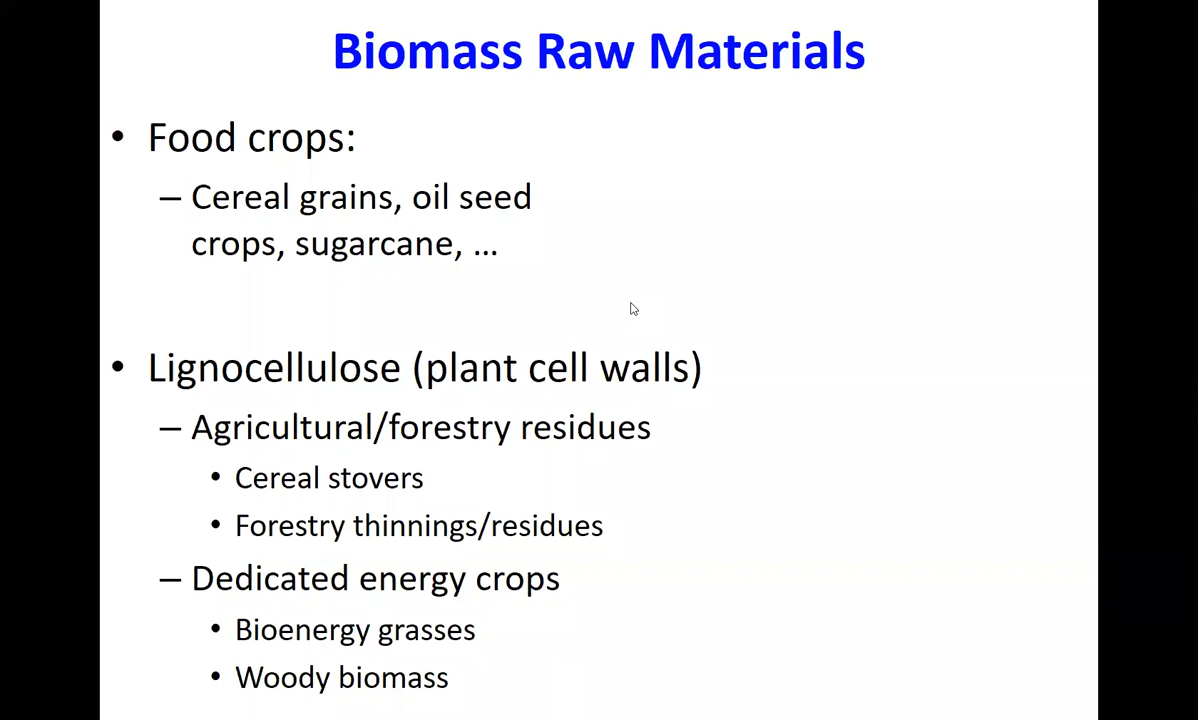 Biomass Raw Materials
• Food crops:
– Cereal grains, oil seed
crops, sugarcane, ...
• Lignocellulose (plant cell walls)
– Agricultural/forestry residues
• Cereal stovers
• Forestry thinnings/residues
– Dedicated energy crops
• Bioenergy grasses
• Woody biomass